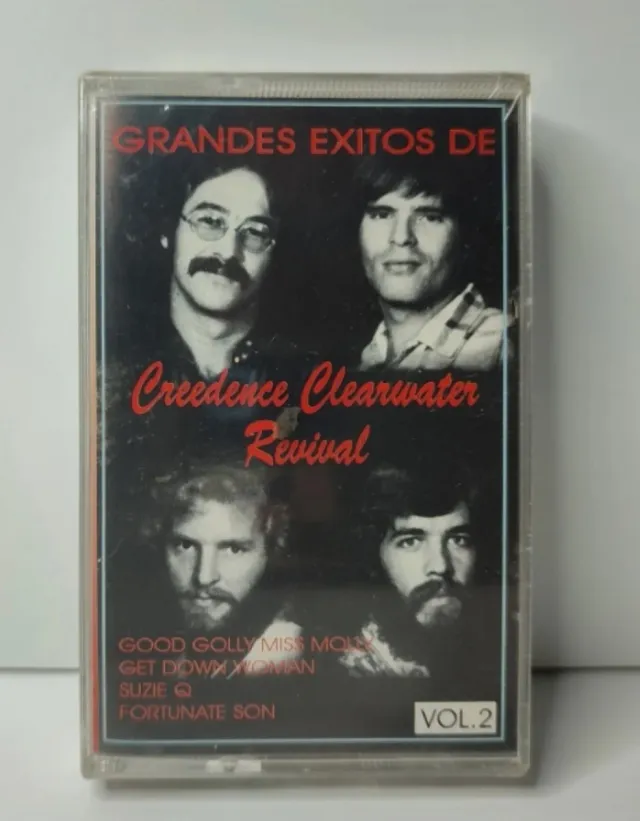 GRANDES EXITOS DE
Creedence Clearwater
Revival
GOOD GOLLY MISS MOLLY
GET DOWN WOMAN
SUZIE Q
FORTUNATE SON
VOL.2